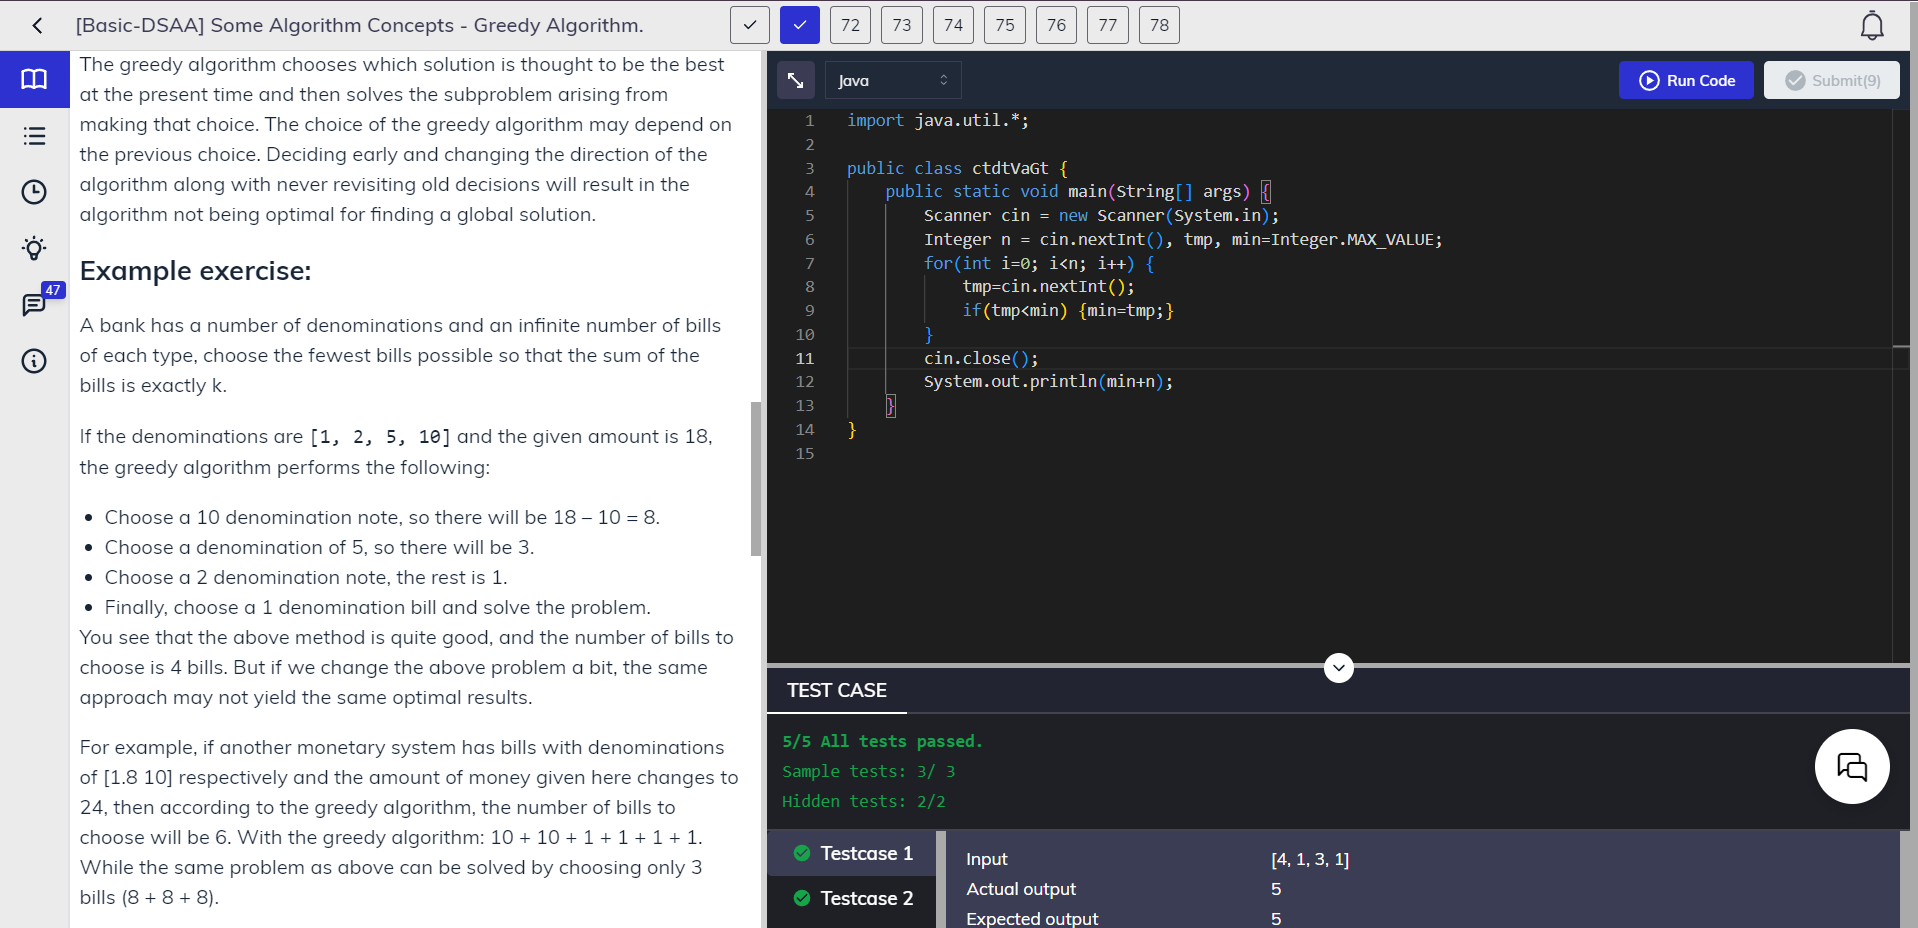 [Basic-DSAA] Some Algorithm Concepts - Greedy Algorithm.
72 73 74 75 76 77 78
47
The greedy algorithm chooses which solution is thought to be the best
at the present time and then solves the subproblem arising from
making that choice. The choice of the greedy algorithm may depend on
the previous choice. Deciding early and changing the direction of the
algorithm along with never revisiting old decisions will result in the
algorithm not being optimal for finding a global solution.
Example exercise:
A bank has a number of denominations and an infinite number of bills
of each type, choose the fewest bills possible so that the sum of the
bills is exactly k.
If the denominations are [1, 2, 5, 10] and the given amount is 18,
the greedy algorithm performs the following:
• Choose a 10 denomination note, so there will be 18 – 10 = 8.
• Choose a denomination of 5, so there will be 3.
• Choose a 2 denomination note, the rest is 1.
• Finally, choose a 1 denomination bill and solve the problem.
You see that the above method is quite good, and the number of bills to
choose is 4 bills. But if we change the above problem a bit, the same
approach may not yield the same optimal results.
For example, if another monetary system has bills with denominations
of [1.8 10] respectively and the amount of money given here changes to
24, then according to the greedy algorithm, the number of bills to
choose will be 6. With the greedy algorithm: 10 + 10 + 1 + 1 + 1 + 1.
While the same problem as above can be solved by choosing only 3
bills (8 + 8 + 8).
Java
Run Code
Submit(9)
1 import java.util.*;
2
3 public class ctdtVaGt {
4 public static void main(String[] args) {
5 Scanner cin = new Scanner(System.in);
6 Integer n = cin.nextInt(), tmp, min=Integer.MAX_VALUE;
7 for(int i=0; i<n; i++) {
8 tmp=cin.nextInt();
9 if(tmp<min) {min=tmp;}
10 }
11 cin.close();
12 System.out.println(min+n);
13 }
14 }
15
TEST CASE
5/5 All tests passed.
Sample tests: 3/ 3
Hidden tests: 2/2
Testcase 1
Testcase 2
Input [4, 1, 3, 1]
Actual output 5
Expected output 5